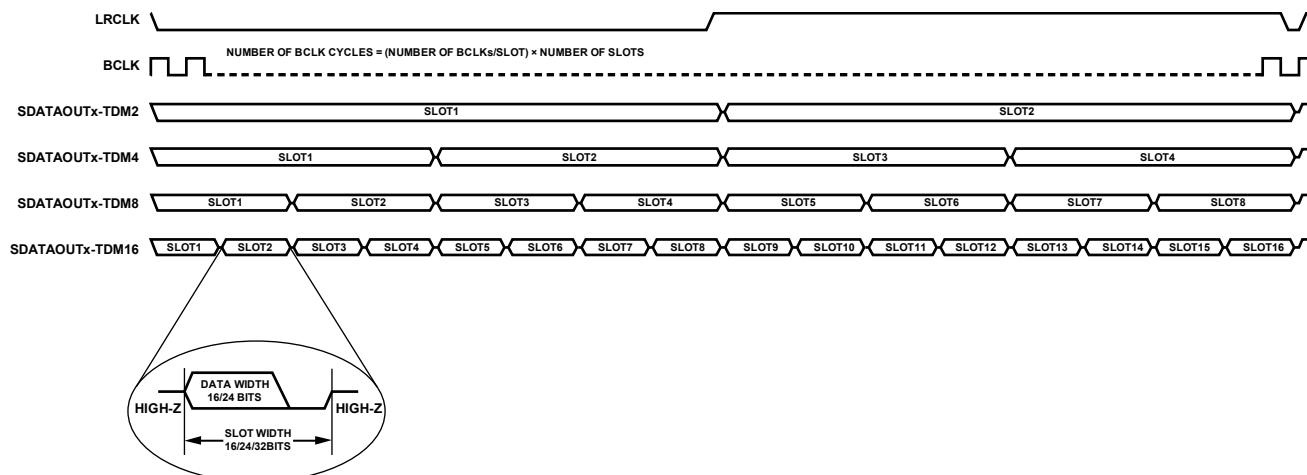 LRCLK
BCLK
NUMBER OF BCLK CYCLES = (NUMBER OF BCLKs/SLOT) × NUMBER OF SLOTS
SDATAOUTx-TDM2 SLOT1 SLOT2
SDATAOUTx-TDM4 SLOT1 SLOT2 SLOT3 SLOT4
SDATAOUTx-TDM8 SLOT1 SLOT2 SLOT3 SLOT4 SLOT5 SLOT6 SLOT7 SLOT8
SDATAOUTx-TDM16 SLOT1 SLOT2 SLOT3 SLOT4 SLOT5 SLOT6 SLOT7 SLOT8 SLOT9 SLOT10 SLOT11 SLOT12 SLOT13 SLOT14 SLOT15 SLOT16
DATA WIDTH
16/24 BITS
HIGH-Z HIGH-Z
SLOT WIDTH
16/24/32BITS